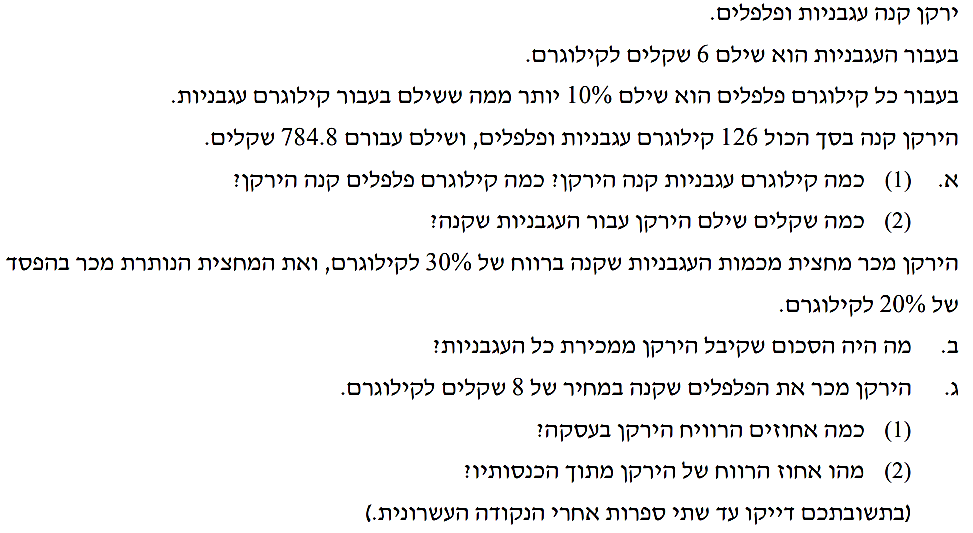 ירקן קנה עגבניות ופלפלים.
בעבור העגבניות הוא שילם 6 שקלים לקילוגרם.
בעבור כל קילוגרם פלפלים הוא שילם 10% יותר ממה ששילם בעבור קילוגרם עגבניות.
הירקן קנה בסך הכול 126 קילוגרם עגבניות ופלפלים, ושילם עבורם 784.8 שקלים.
א. (1) כמה קילוגרם עגבניות קנה הירקן? כמה קילוגרם פלפלים קנה הירקן?
(2) כמה שקלים שילם הירקן עבור העגבניות שקנה?
הירקן מכר מחצית מכמות העגבניות שקנה ברווח של 30% לקילוגרם, ואת המחצית הנותרת מכר בהפסד
של 20% לקילוגרם.
ב. מה היה הסכום שקיבל הירקן ממכירת כל העגבניות?
ג. הירקן מכר את הפלפלים שקנה במחיר של 8 שקלים לקילוגרם.
(1) כמה אחוזים הרוויח הירקן בעסקה?
(2) מהו אחוז הרווח של הירקן מתוך הכנסותיו?
(בתשובתכם דייקו עד שתי ספרות אחרי הנקודה העשרונית.)